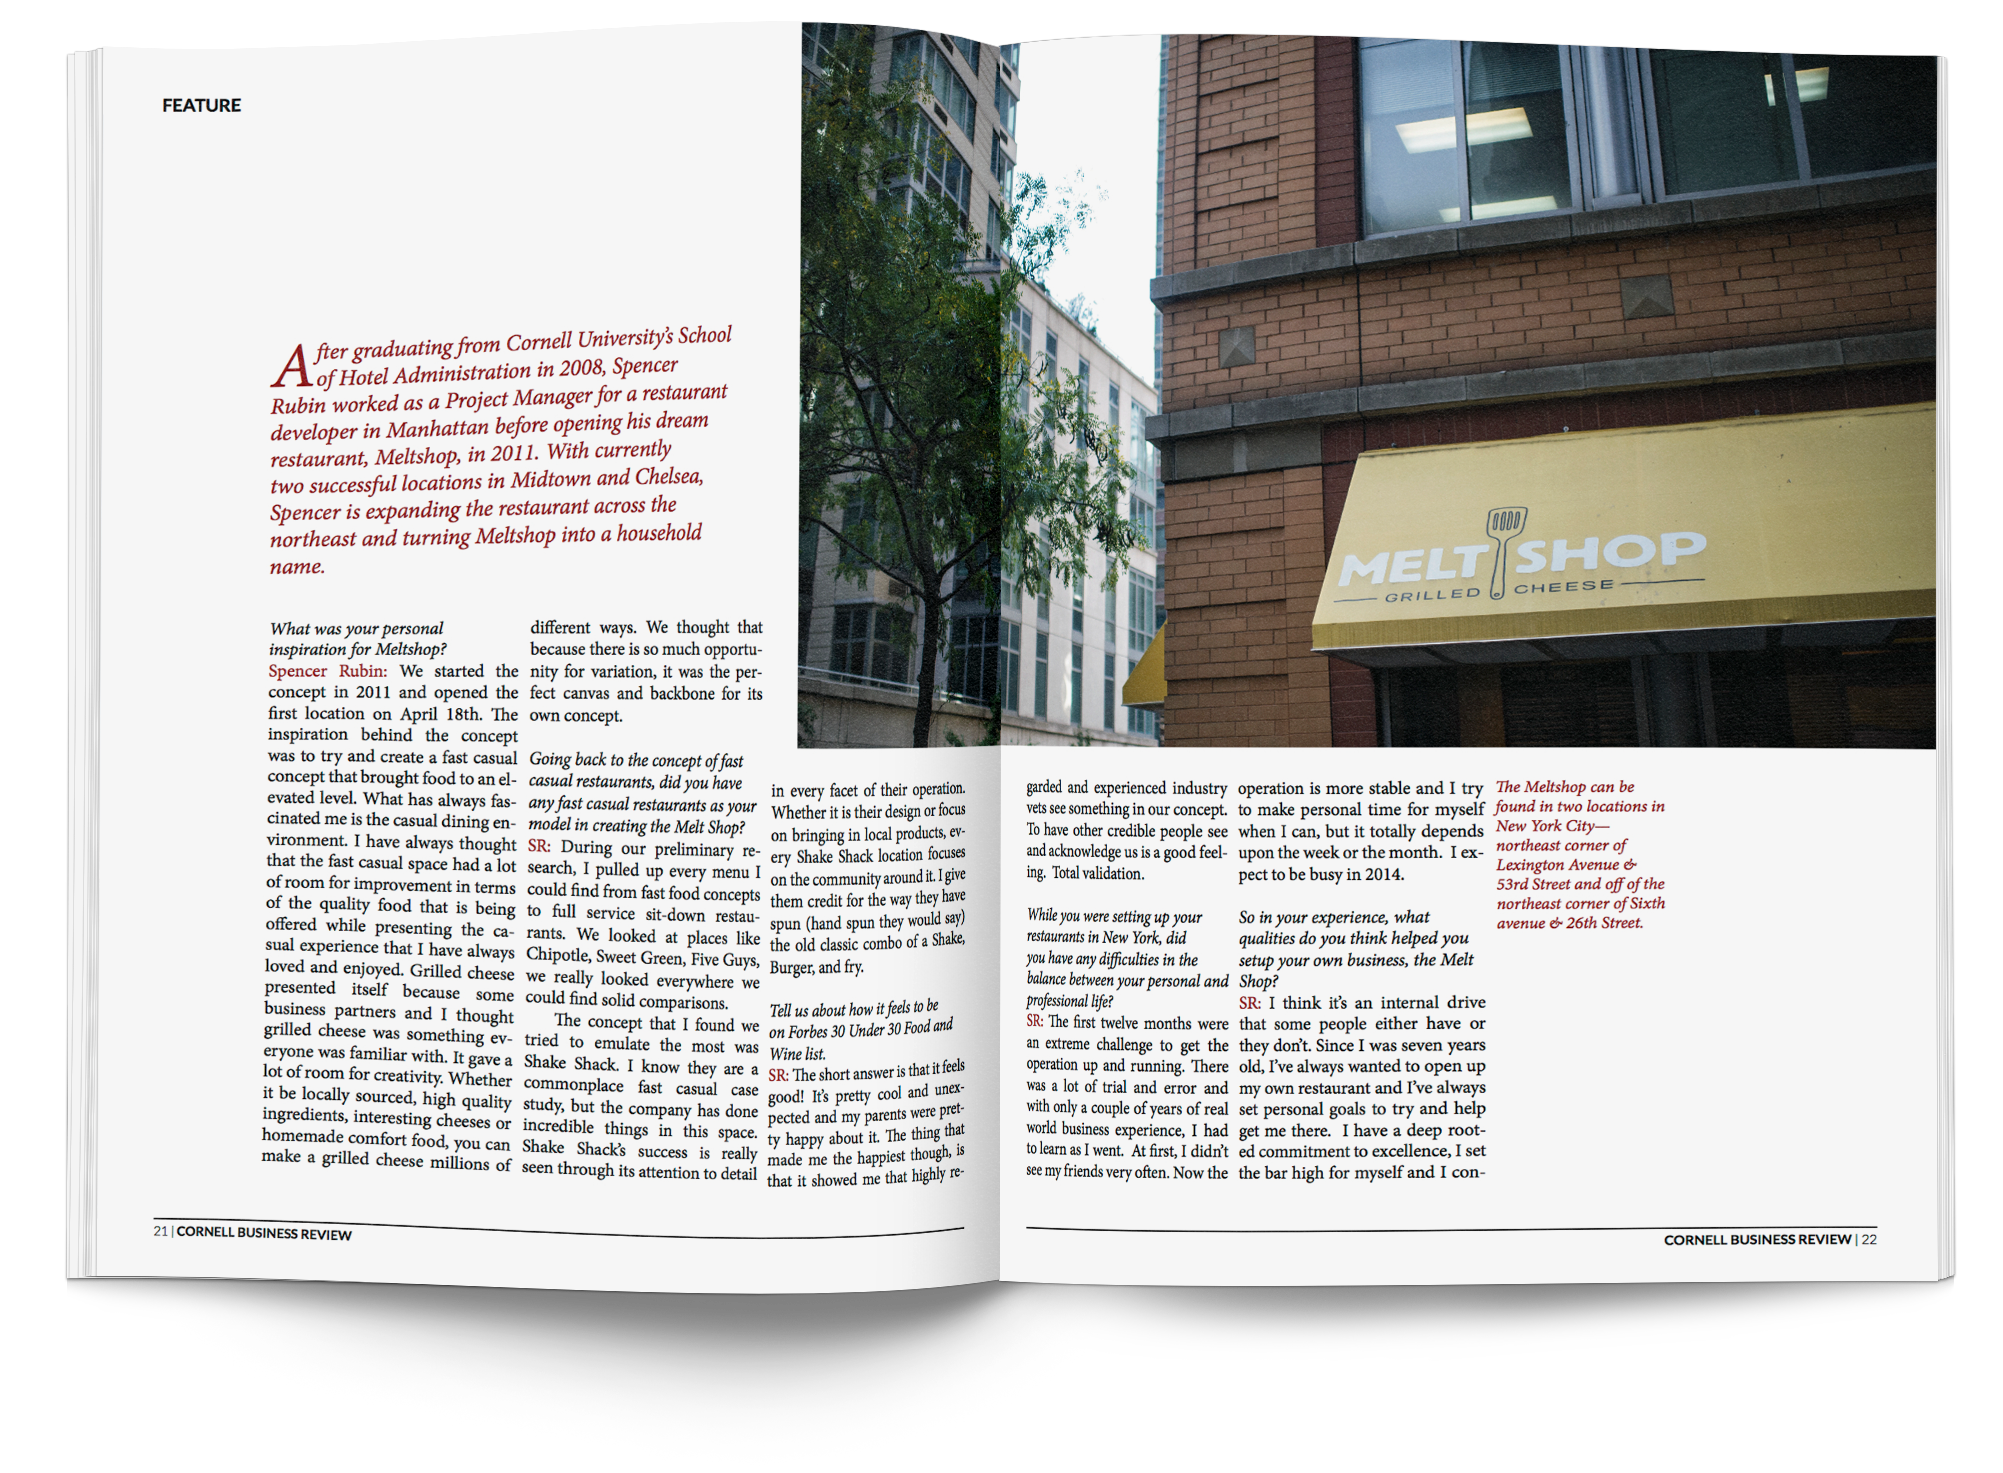 FEATURE
After graduating from Cornell University's School
of Hotel Administration in 2008, Spencer
Rubin worked as a Project Manager for a restaurant
developer in Manhattan before opening his dream
restaurant, Meltshop, in 2011. With currently
two successful locations in Midtown and Chelsea,
Spencer is expanding the restaurant across the
northeast and turning Meltshop into a household
name.
What was your personal
inspiration for Meltshop?
Spencer Rubin: We started the
concept in 2011 and opened the
first location on April 18th. The
inspiration behind the concept
was to try and create a fast casual
concept that brought food to an el-
evated level. What has always fas-
cinated me is the casual dining en-
vironment. I have always thought
that the fast casual space had a lot
of room for improvement in terms
of the quality food that is being
offered while presenting the ca-
sual experience that I have always
loved and enjoyed. Grilled cheese
presented itself because some
business partners and I thought
grilled cheese was something ev-
eryone was familiar with. It gave a
lot of room for creativity. Whether
it be locally sourced, high quality
ingredients, interesting cheeses or
homemade comfort food, you can
make a grilled cheese millions of
different ways. We thought that
because there is so much opportu-
nity for variation, it was the per-
fect canvas and backbone for its
own concept.
Going back to the concept of fast
casual restaurants, did you have
any fast casual restaurants as your
model in creating the Melt Shop?
SR: During our preliminary re-
search, I pulled up every menu I
could find from fast food concepts
to full service sit-down restau-
rants. We looked at places like
Chipotle, Sweet Green, Five Guys,
we really looked everywhere we
could find solid comparisons.
The concept that I found we
tried to emulate the most was
Shake Shack. I know they are a
commonplace fast casual case
study, but the company has done
incredible things in this space.
Shake Shack's success is really
seen through its attention to detail
in every facet of their operation.
Whether it is their design or focus
on bringing in local products, ev-
ery Shake Shack location focuses
on the community around it. I give
them credit for the way they have
spun (hand spun they would say)
the old classic combo of a Shake,
Burger, and fry.
Tell us about how it feels to be
on Forbes 30 Under 30 Food and
Wine list.
SR: The short answer is that it feels
good! It's pretty cool and unex-
pected and my parents were pret-
ty happy about it. The thing that
made me the happiest though, is
that it showed me that highly re-
21 | CORNELL BUSINESS REVIEW
MELT SHOP
GRILLED CHEESE
garded and experienced industry
vets see something in our concept.
To have other credible people see
and acknowledge us is a good feel-
ing. Total validation.
While you were setting up your
restaurants in New York, did
you have any difficulties in the
balance between your personal and
professional life?
SR: The first twelve months were
an extreme challenge to get the
operation up and running. There
was a lot of trial and error and
with only a couple of years of real
world business experience, I had
to learn as I went. At first, I didn't
see my friends very often. Now the
operation is more stable and I try
to make personal time for myself
when I can, but it totally depends
upon the week or the month. I ex-
pect to be busy in 2014.
So in your experience, what
qualities do you think helped you
setup your own business, the Melt
Shop?
SR: I think it's an internal drive
that some people either have or
they don't. Since I was seven years
old, I've always wanted to open up
my own restaurant and I've always
set personal goals to try and help
get me there. I have a deep root-
ed commitment to excellence, I set
the bar high for myself and I con-
The Meltshop can be
found in two locations in
New York City—
northeast corner of
Lexington Avenue &
53rd Street and off of the
northeast corner of Sixth
avenue & 26th Street.
CORNELL BUSINESS REVIEW | 22